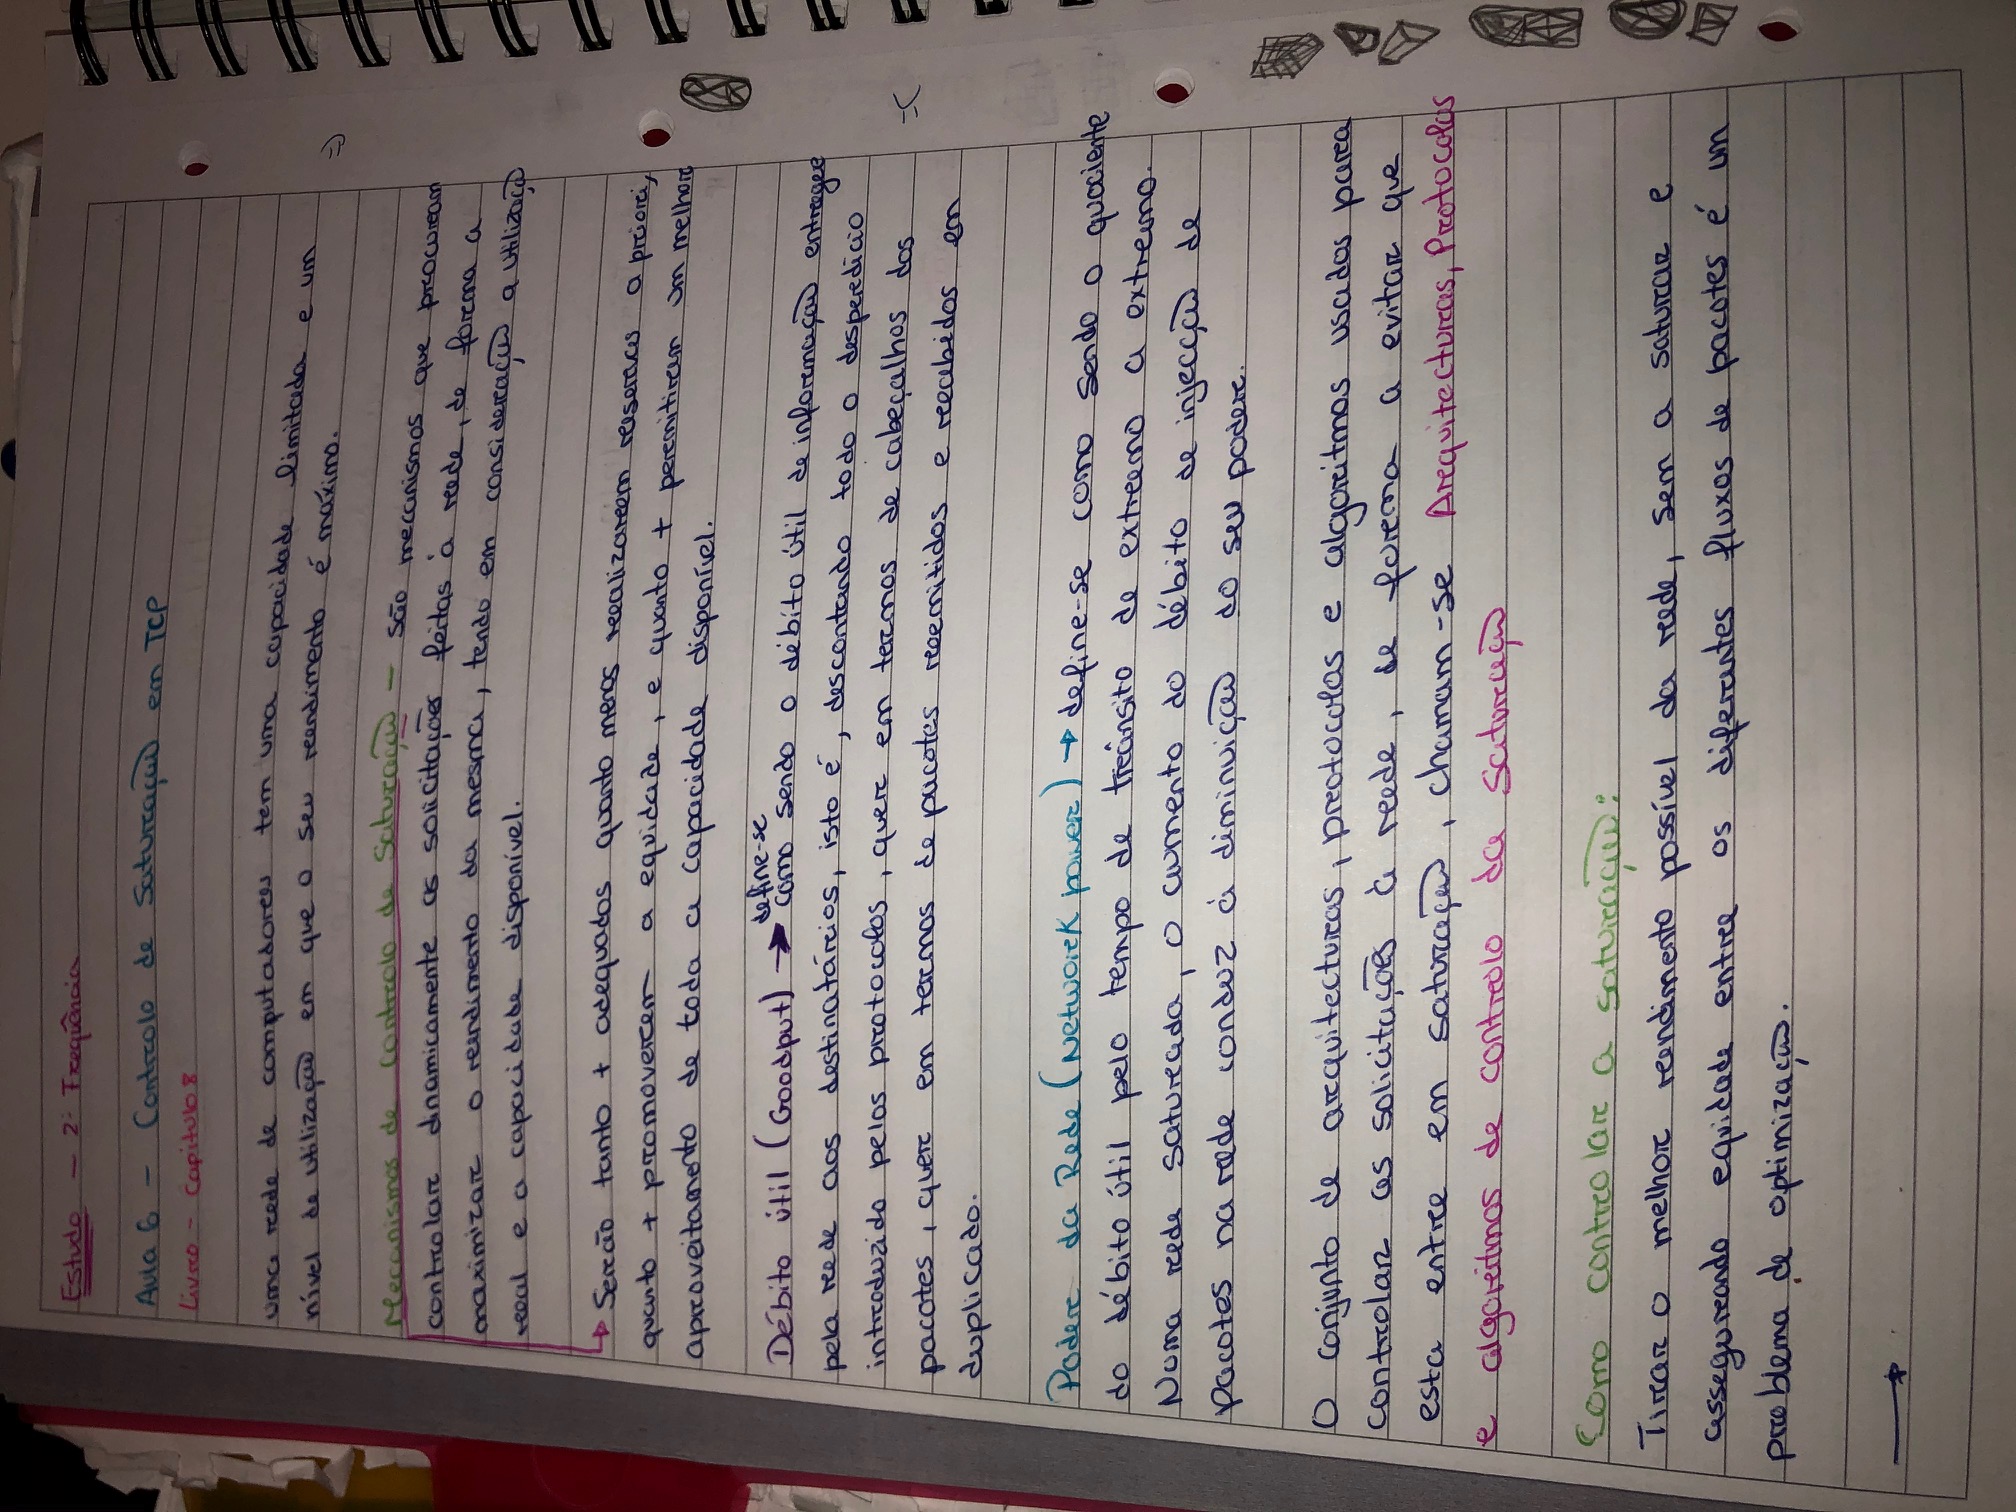 Estudo - 2ª Frequência
Aula 6 - Controlo de Saturação em TCP
Livro - Capitulo 8
uma rede de computadores tem uma capacidade limitada e um
nível de utilização em que o seu rendimento é máximo.
=)
Mecanismos de controlo de Saturação - são mecanismos que procuram
controlar dinamicamente as solicitações feitas à rede, de forma a
maximizar o rendimento da mesma, tendo em consideração a utilização
real e a capacidade disponível.
↳ Serão tanto + adequados quanto menos realizarem reservas a priori,
quanto + promoverem a equidade, e quanto + permitirem um melhor
aproveitamento de toda a capacidade disponível.
define-se
Débito útil (Goodput) → como sendo o débito útil de informação entregue
pela rede aos destinatários, isto é, descontando todo o desperdicio
introduzido pelos protocolos, quer em termos de cabeçalhos dos
=(
pacotes, quer em termos de pacotes reemitidos e recebidos em
duplicado.
Poder da Rede (Network power) → define-se como sendo o quociente
do débito útil pelo tempo de trânsito de extremo a extremo.
Numa rede saturada, o aumento do débito de injecção de
pacotes na rede conduz à diminuição do seu poder.
O conjunto de arquitecturas, protocolos e algoritmos usados para
controlar as solicitações à rede, de forma a evitar que
esta entre em saturação, chamam-se Arquitecturas, Protocolos
e algoritmos de controlo da saturação
Como controlar a saturação:
Tirar o melhor rendimento possível da rede, sem a saturar e
assegurando equidade entre os diferentes fluxos de pacotes é um
problema de optimização.
→